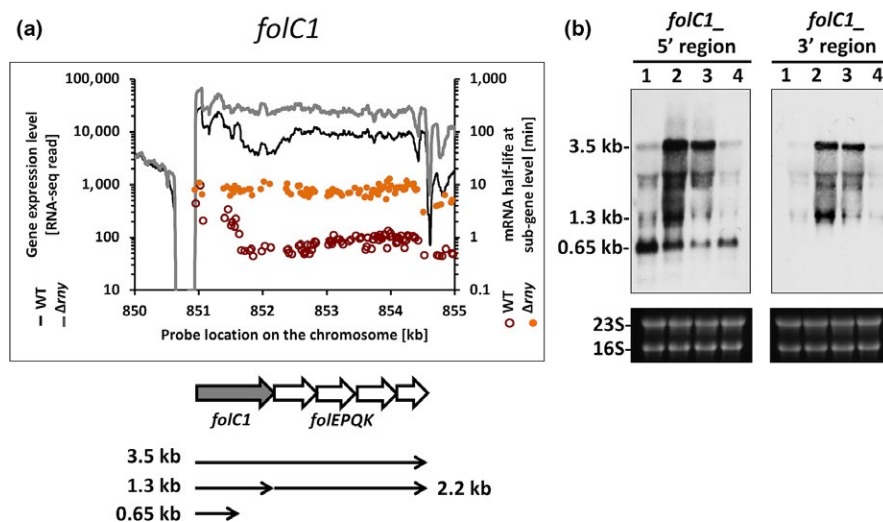 (a)
folC1
100,000
10,000
1,000
100
10
1,000
100
10
1
0.1
850 851 852 853 854 855
Probe location on the chromosome [kb]
Gene expression level
[RNA-seq read]
WT
Δrny
mRNA half-life at
sub-gene level [min]
WT
Δrny
folC1 folEPQK
3.5 kb
1.3 kb
2.2 kb
0.65 kb
(b)
folC1_
5’ region
folC1_
3’ region
1 2 3 4
1 2 3 4
3.5 kb-
1.3 kb-
0.65 kb-
23S-
16S-